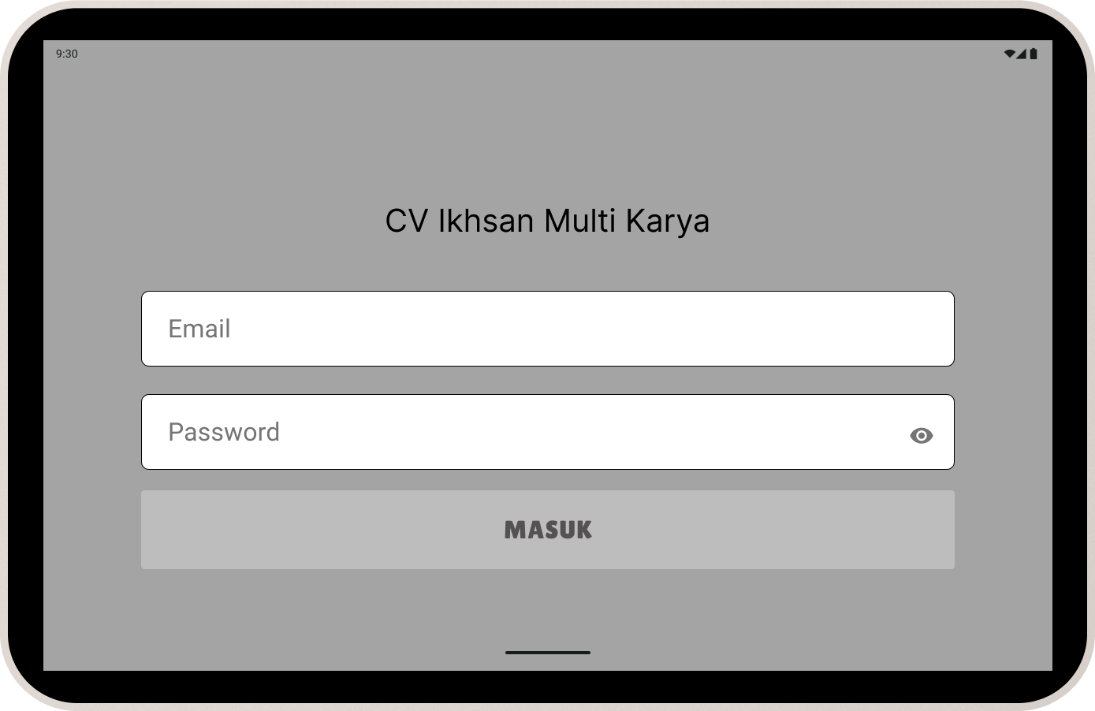 9:30
CV Ikhsan Multi Karya
Email
Password
MASUK